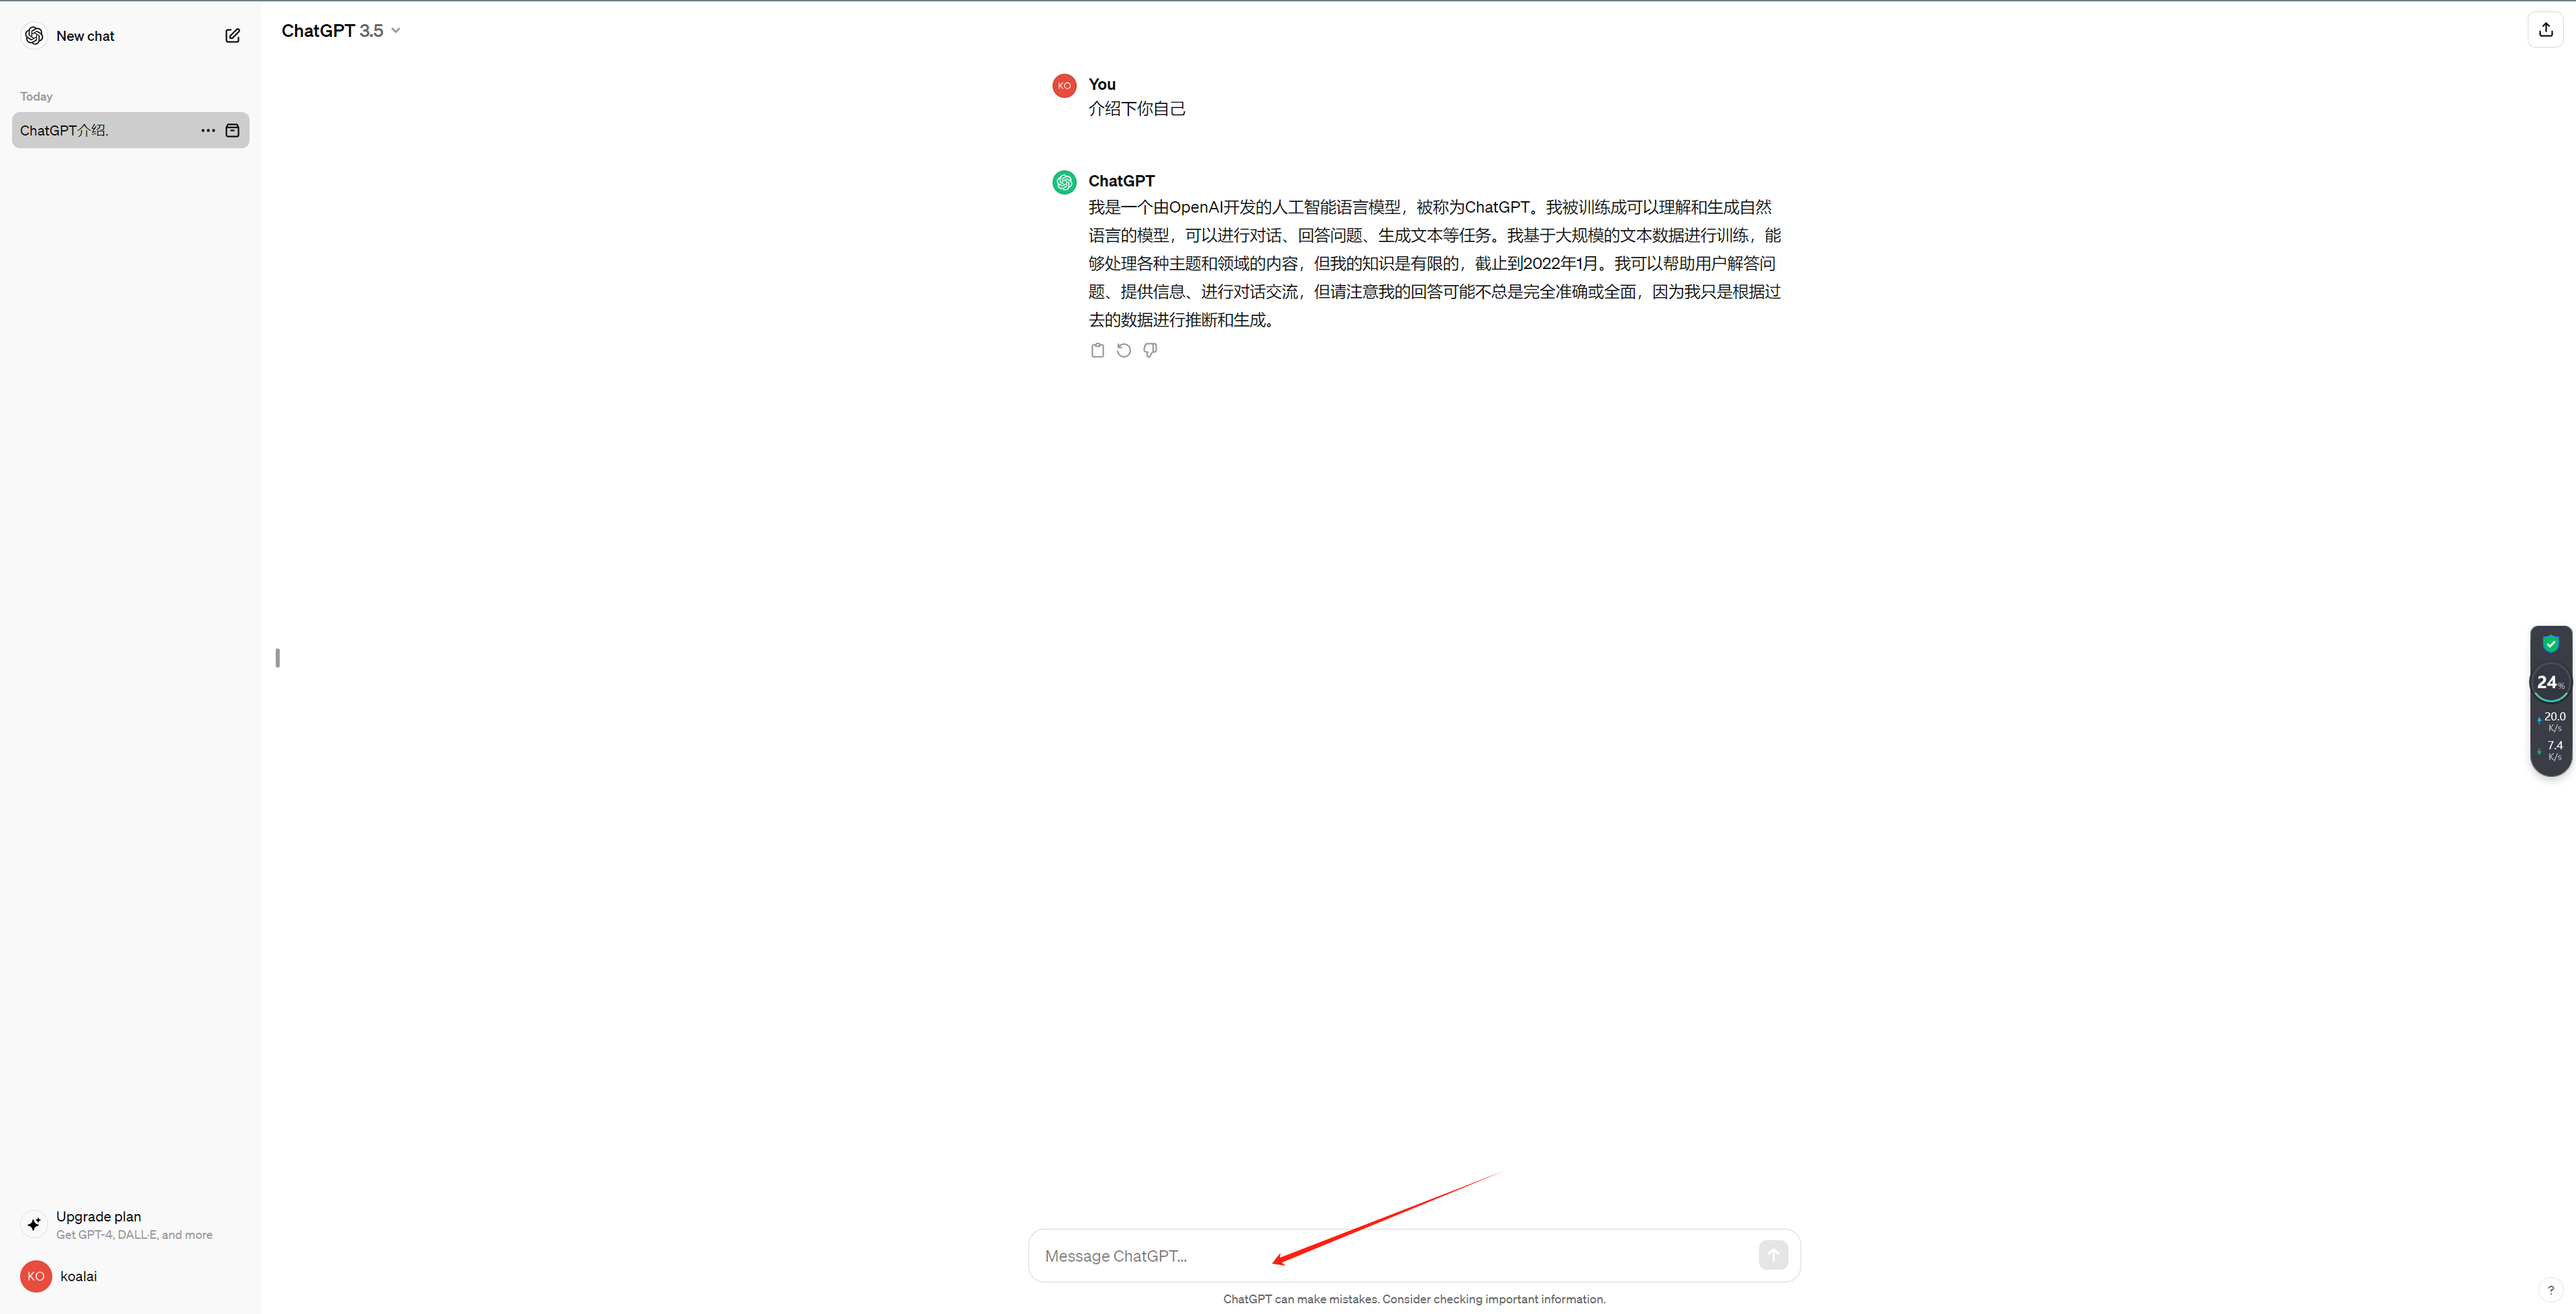 New chat
ChatGPT 3.5
Today
ChatGPT介绍.
KO
You
介绍下你自己
ChatGPT
我是一个由OpenAI开发的人工智能语言模型，被称为ChatGPT。我被训练成可以理解和生成自然
语言的模型，可以进行对话、回答问题、生成文本等任务。我基于大规模的文本数据进行训练，能
够处理各种主题和领域的内容，但我的知识是有限的，截止到2022年1月。我可以帮助用户解答问
题、提供信息、进行对话交流，但请注意我的回答可能不总是完全准确或全面，因为我只是根据过
去的数据进行推断和生成。
24%
20.0
K/s
7.4
K/s
Upgrade plan
Get GPT-4, DALL·E, and more
KO
koalai
Message ChatGPT...
ChatGPT can make mistakes. Consider checking important information.
?